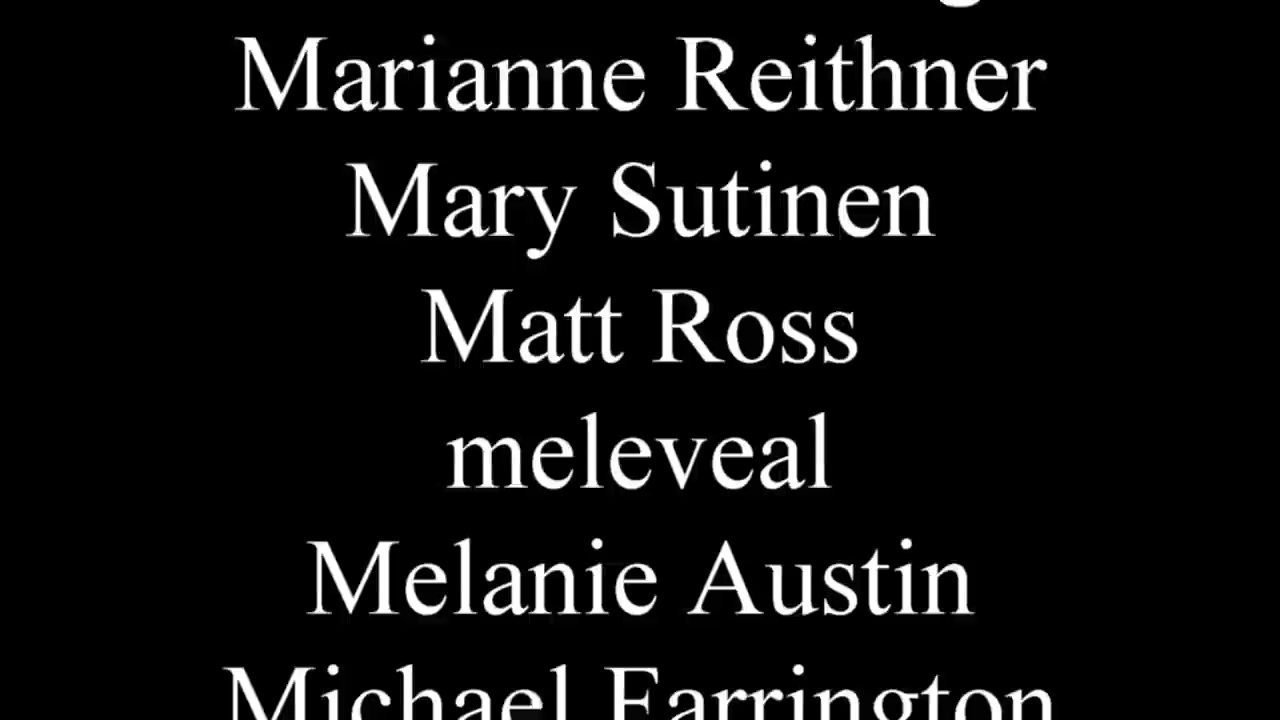 Marianne Reithner
Mary Sutinen
Matt Ross
meleveal
Melanie Austin
Michael Farrington